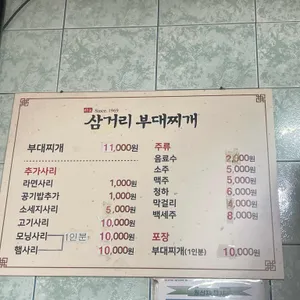 Since 1969
삼거리 부대찌개
부대찌개 11,000원
추가사리
라면사리 1,000원
공기밥추가 1,000원
소세지사리 5,000원
고기사리 10,000원
모닝사리 1인분 10,000원
햄사리 10,000원
주류
음료수 2,000원
소주 5,000원
맥주 5,000원
청하 6,000원
막걸리 4,000원
백세주 8,000원
포장
부대찌개(1인분) 10,000원